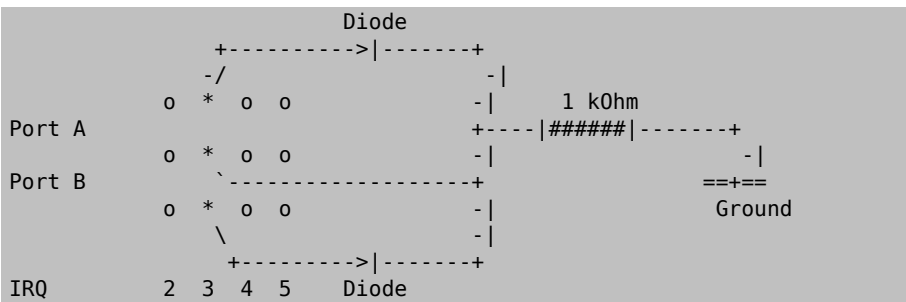 Diode
                 +---------->|-------+
                -/                    -|
             o  *  o  o              -|      1 kOhm
Port A                               +----|######|-------+
             o  *  o  o              -|                   -|
Port B           `-------------------+                 ==+==
             o  *  o  o              -|                 Ground
                 \                   -|
                  +--------->|-------+
IRQ          2  3  4  5    Diode